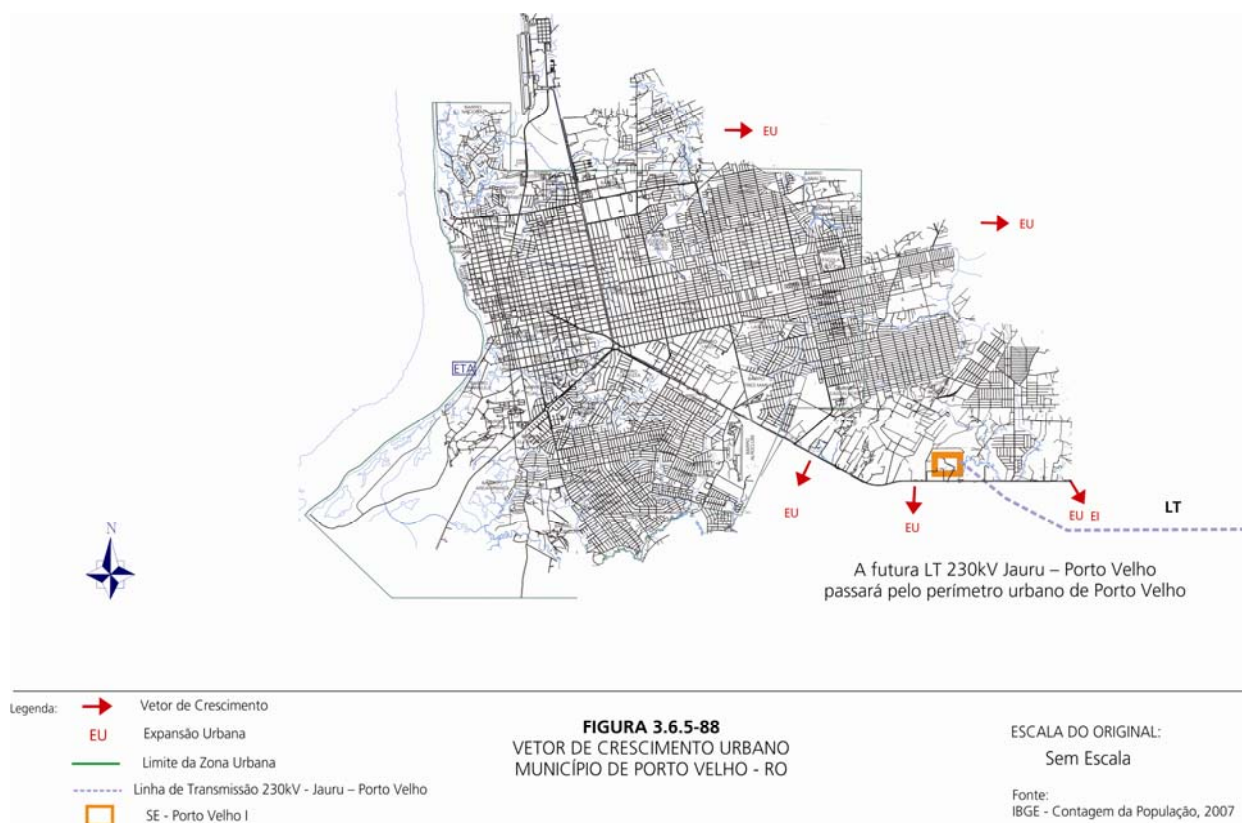 EU
EU
ETA
EU
EU
EU EI
LT
N
A futura LT 230kV Jauru – Porto Velho
passará pelo perímetro urbano de Porto Velho
Legenda:
Vetor de Crescimento
EU Expansão Urbana
Limite da Zona Urbana
Linha de Transmissão 230kV - Jauru – Porto Velho
SE - Porto Velho I
FIGURA 3.6.5-88
VETOR DE CRESCIMENTO URBANO
MUNICÍPIO DE PORTO VELHO - RO
ESCALA DO ORIGINAL:
Sem Escala
Fonte:
IBGE - Contagem da População, 2007